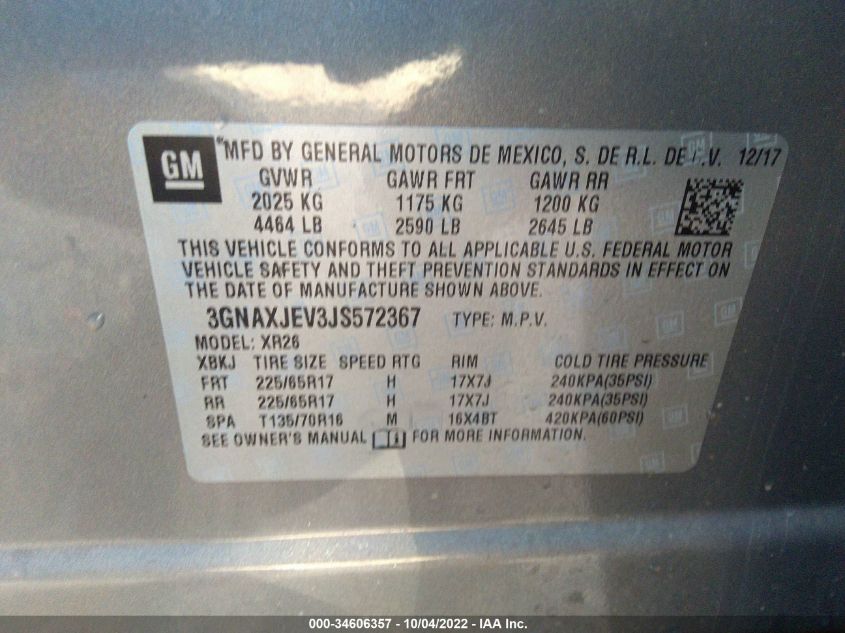 GM
*MFD BY GENERAL MOTORS DE MEXICO, S. DE R.L. DE C.V. 12/17
GVWR GAWR FRT GAWR RR
2025 KG 1175 KG 1200 KG
4464 LB 2590 LB 2645 LB
THIS VEHICLE CONFORMS TO ALL APPLICABLE U.S. FEDERAL MOTOR
VEHICLE SAFETY AND THEFT PREVENTION STANDARDS IN EFFECT ON
THE DATE OF MANUFACTURE SHOWN ABOVE.
3GNAXJEV3JS572367 TYPE: M.P.V.
MODEL: XR26
XBKJ TIRE SIZE SPEED RTG RIM COLD TIRE PRESSURE
FRT 225/65R17 H 17X7J 240KPA(35PSI)
RR 225/65R17 H 17X7J 240KPA(35PSI)
SPA T135/70R16 M 16X4BT 420KPA(60PSI)
SEE OWNER'S MANUAL FOR MORE INFORMATION.
000-34606357 - 10/04/2022 - IAA Inc.